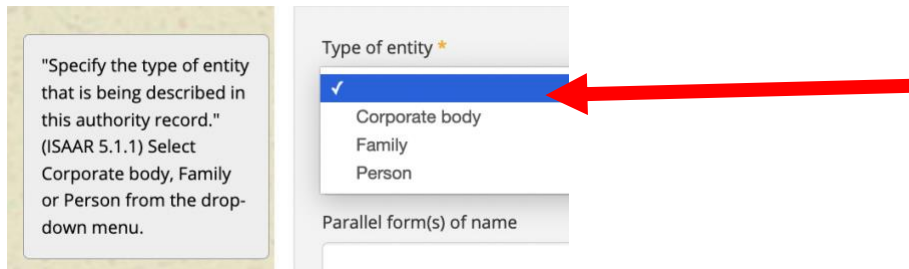 "Specify the type of entity
that is being described in
this authority record."
(ISAAR 5.1.1) Select
Corporate body, Family
or Person from the drop-
down menu.
Type of entity *
✓
Corporate body
Family
Person
Parallel form(s) of name